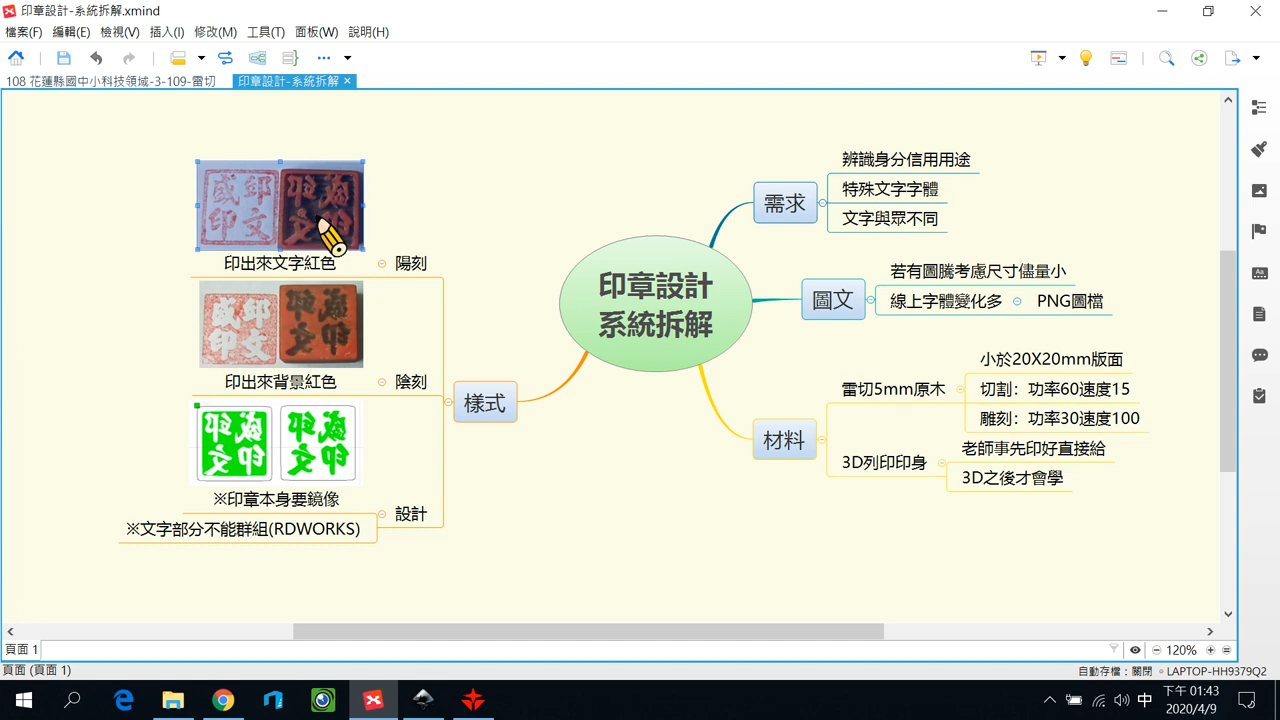 印章設計-系統拆解.xmind
檔案(F) 編輯(E) 檢視(V) 插入(I) 修改(M) 工具(T) 面板(W) 說明(H)
108 花蓮縣國中小科技領域-3-109-雷切
印章設計-系統拆解
印章設計
系統拆解
需求
辨識身分信用用途
特殊文字字體
文字與眾不同
圖文
若有圖騰考慮尺寸儘量小
線上字體變化多
PNG圖檔
材料
雷切5mm原木
小於20X20mm版面
切割：功率60速度15
雕刻：功率30速度100
3D列印印身
老師事先印好直接給
3D之後才會學
樣式
陽刻
印出來文字紅色
陰刻
印出來背景紅色
設計
※印章本身要鏡像
※文字部分不能群組(RDWORKS)
頁面 1
120%
頁面 (頁面 1)
自動存檔：關閉
LAPTOP-HH9379Q2
中
下午 01:43
2020/4/9